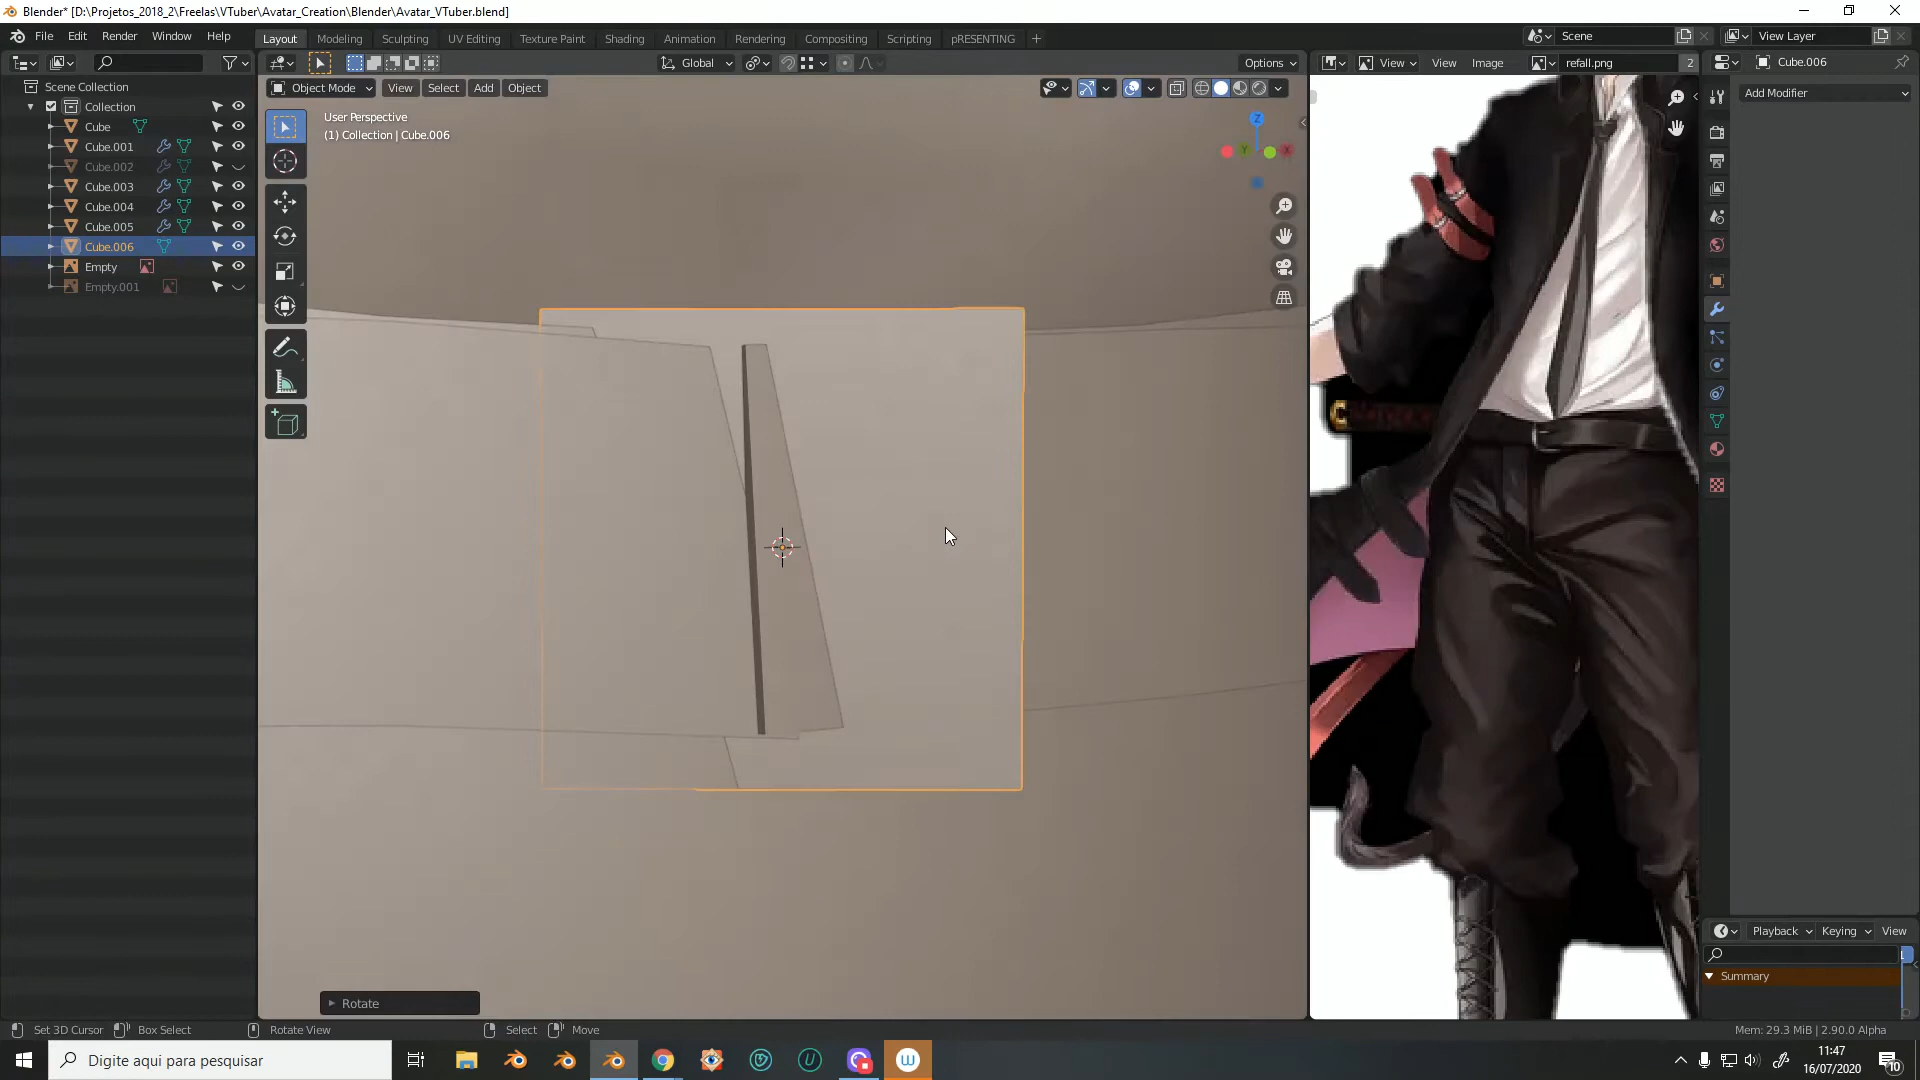 Blender* [D:\Projetos_2018_2\Freelas\VTuber\Avatar_Creation\Blender\Avatar_VTuber.blend]
File Edit Render Window Help
Layout Modeling Sculpting UV Editing Texture Paint Shading Animation Rendering Compositing Scripting pRESENTING +
Scene
View Layer
Global
Options
View View Image refall.png 2
Cube.006
Object Mode View Select Add Object
Add Modifier
Scene Collection
Collection
Cube
Cube.001
Cube.002
Cube.003
Cube.004
Cube.005
Cube.006
Empty
Empty.001
User Perspective
(1) Collection | Cube.006
Z
Y
X
Rotate
Playback Keying View
Summary
Set 3D Cursor Box Select Rotate View Select Move
Mem: 29.3 MiB | 2.90.0 Alpha
Digite aqui para pesquisar
11:47
16/07/2020
10